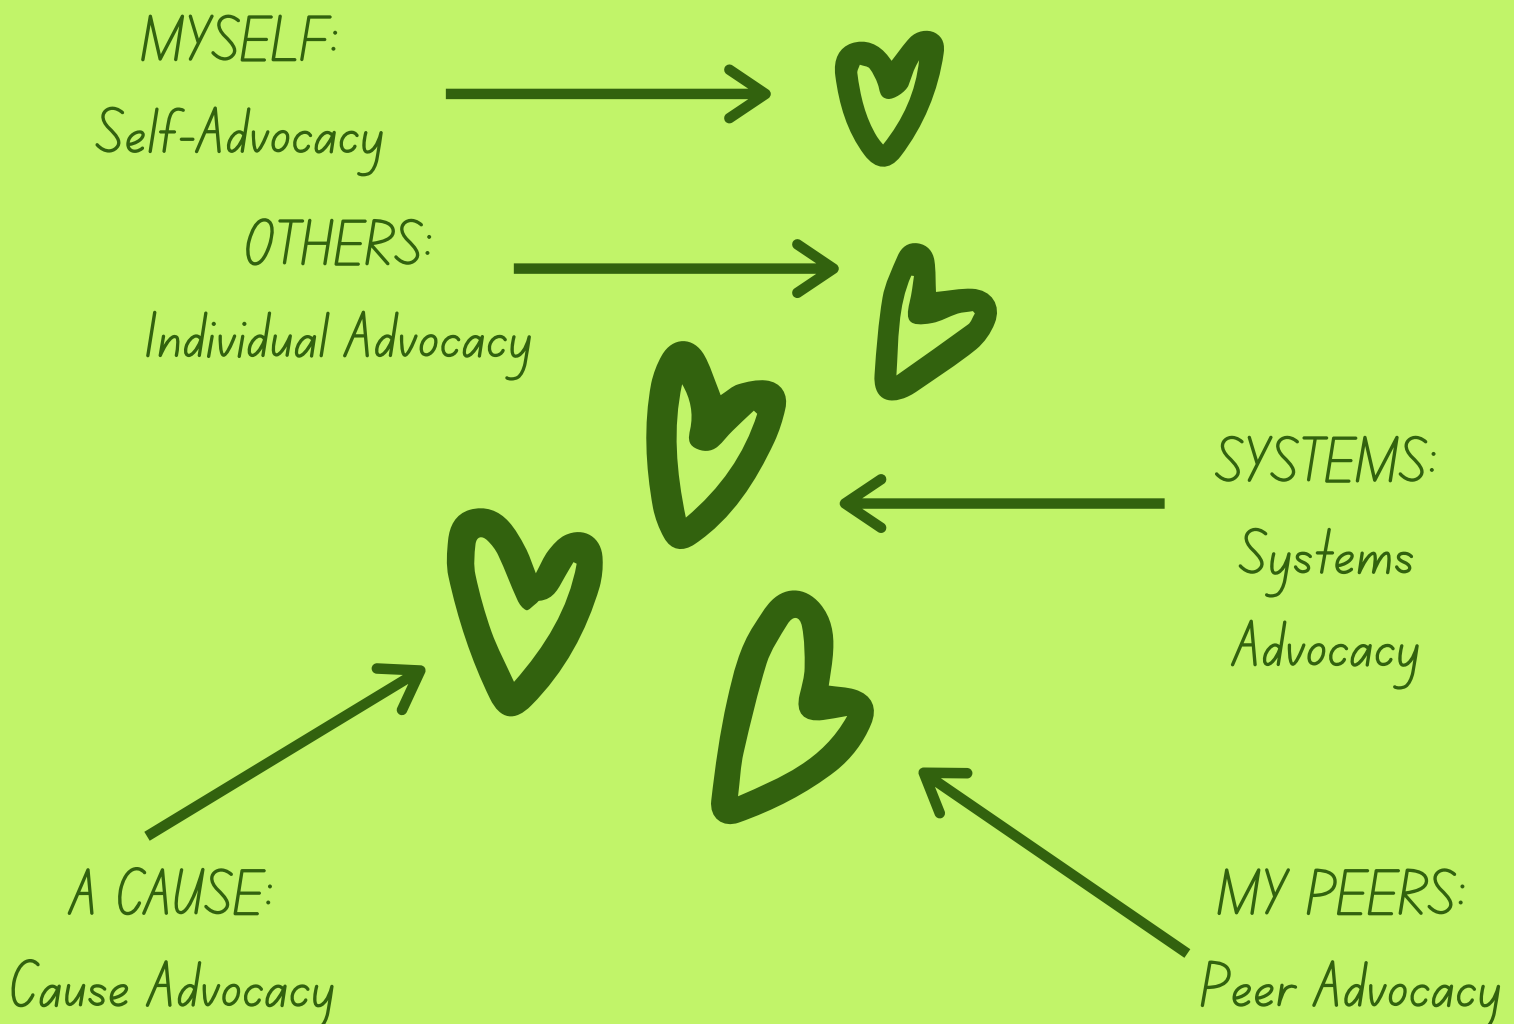 MYSELF:
Self-Advocacy
OTHERS:
Individual Advocacy
SYSTEMS:
Systems
Advocacy
A CAUSE:
Cause Advocacy
MY PEERS:
Peer Advocacy